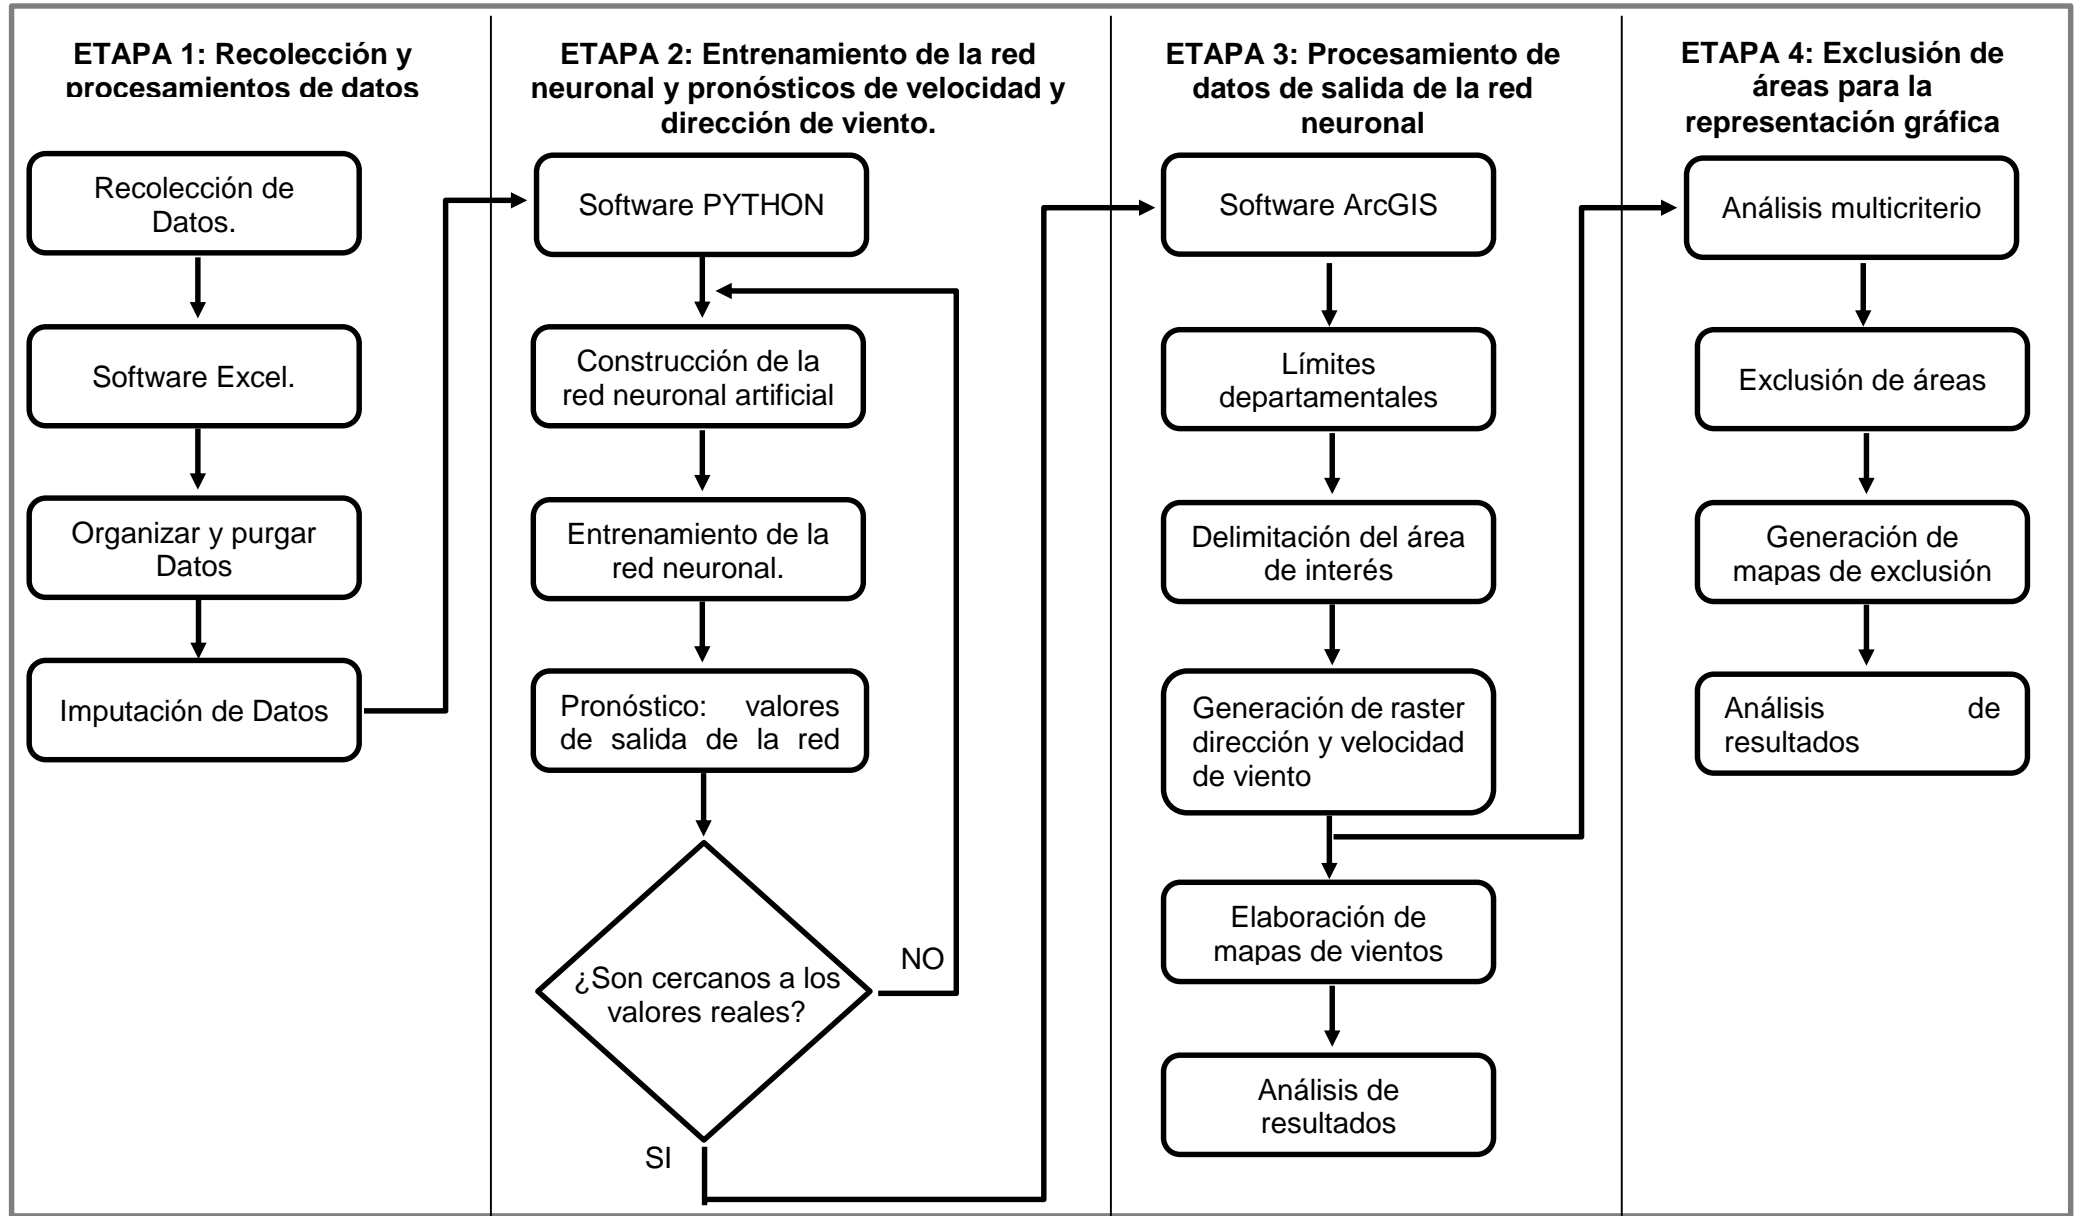 ETAPA 1: Recolección y
procesamientos de datos
Recolección de
Datos.
Software Excel.
Organizar y purgar
Datos
Imputación de Datos
ETAPA 2: Entrenamiento de la red
neuronal y pronósticos de velocidad y
dirección de viento.
Software PYTHON
Construcción de la
red neuronal artificial
Entrenamiento de la
red neuronal.
Pronóstico: valores
de salida de la red
¿Son cercanos a los
valores reales?
NO
SI
ETAPA 3: Procesamiento de
datos de salida de la red
neuronal
Software ArcGIS
Límites
departamentales
Delimitación del área
de interés
Generación de raster
dirección y velocidad
de viento
Elaboración de
mapas de vientos
Análisis de
resultados
ETAPA 4: Exclusión de
áreas para la
representación gráfica
Análisis multicriterio
Exclusión de áreas
Generación de
mapas de exclusión
Análisis de
resultados